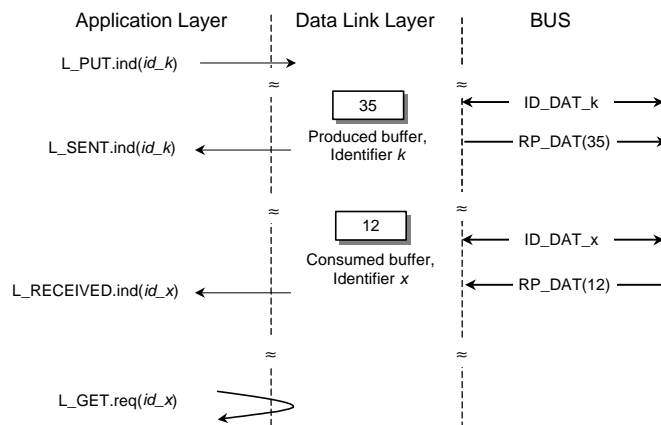 Application Layer
Data Link Layer
BUS
L_PUT.ind(id_k)
35
ID_DAT_k
Produced buffer,
Identifier k
RP_DAT(35)
L_SENT.ind(id_k)
12
ID_DAT_x
Consumed buffer,
Identifier x
RP_DAT(12)
L_RECEIVED.ind(id_x)
L_GET.req(id_x)